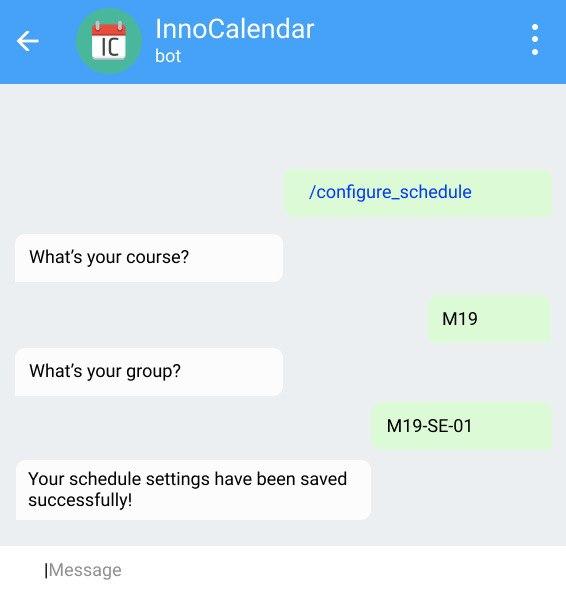 InnoCalendar
IC
bot
/configure_schedule
What's your course?
M19
What's your group?
M19-SE-01
Your schedule settings have been saved
successfully!
|Message